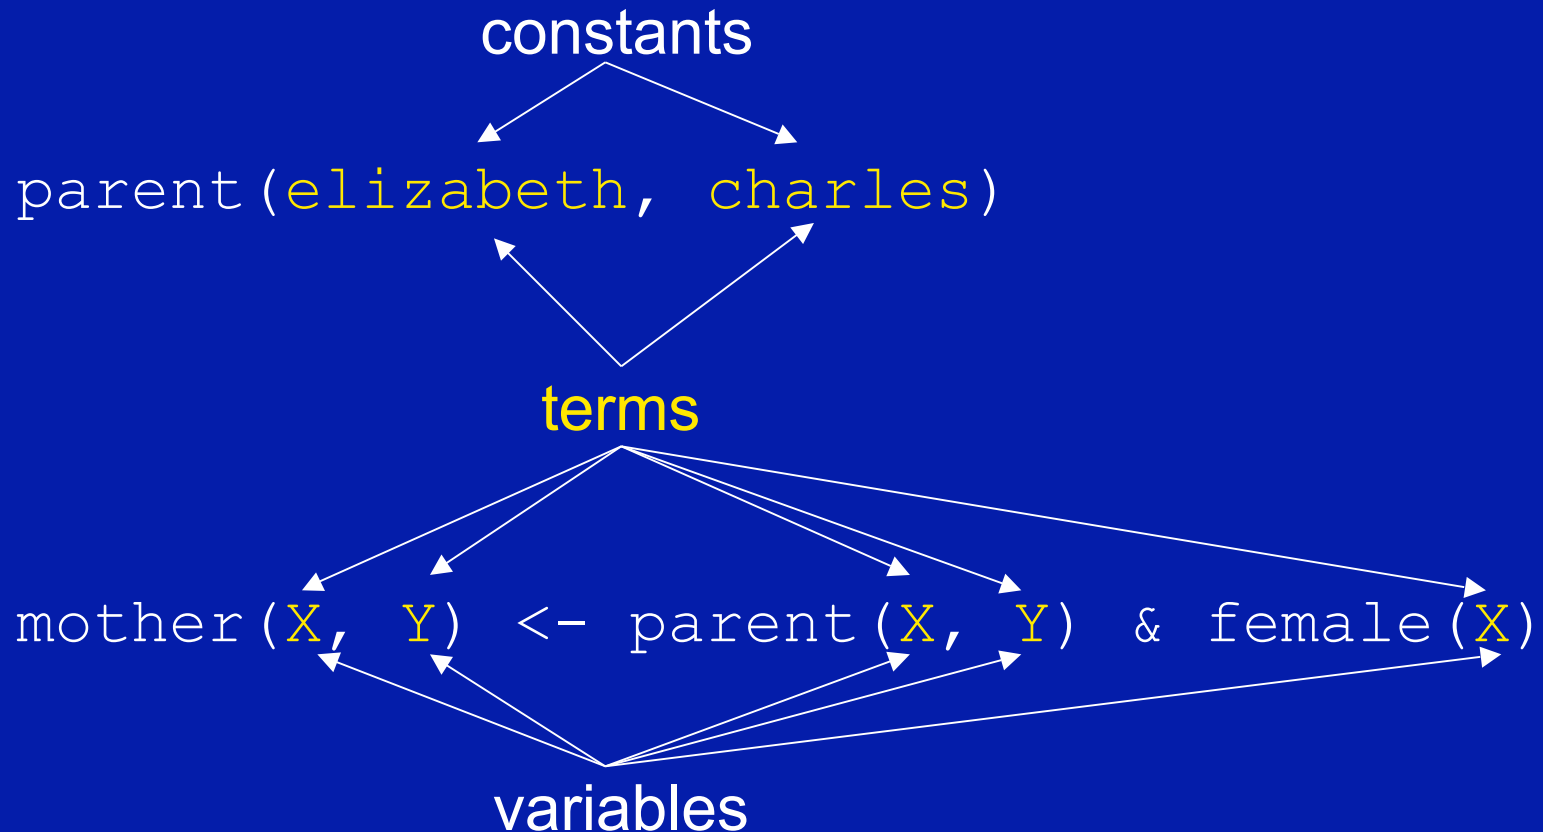 constants
parent(elizabeth, charles)
terms
mother(X, Y) <- parent(X, Y) & female(X)
variables